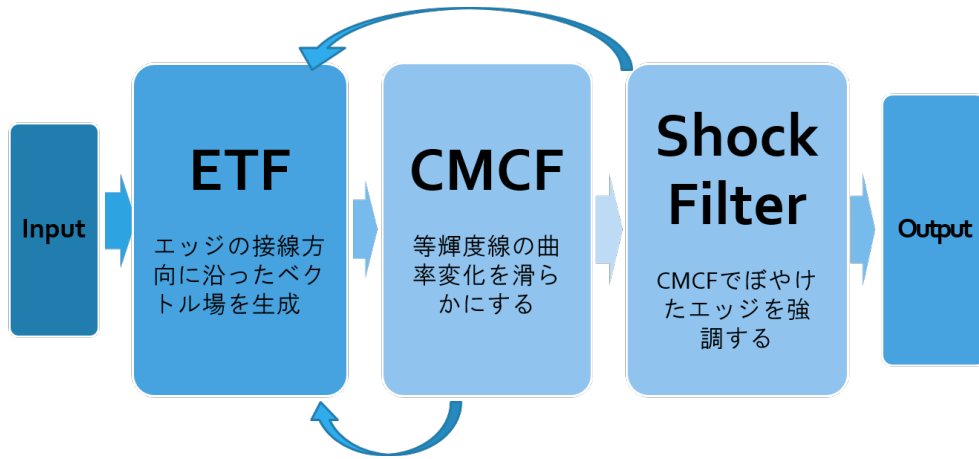 Input
ETF
エッジの接線方
向に沿ったベク
トル場を生成
CMCF
等輝度線の曲
率変化を滑ら
かにする
Shock
Filter
CMCFでぼやけ
たエッジを強
調する
Output